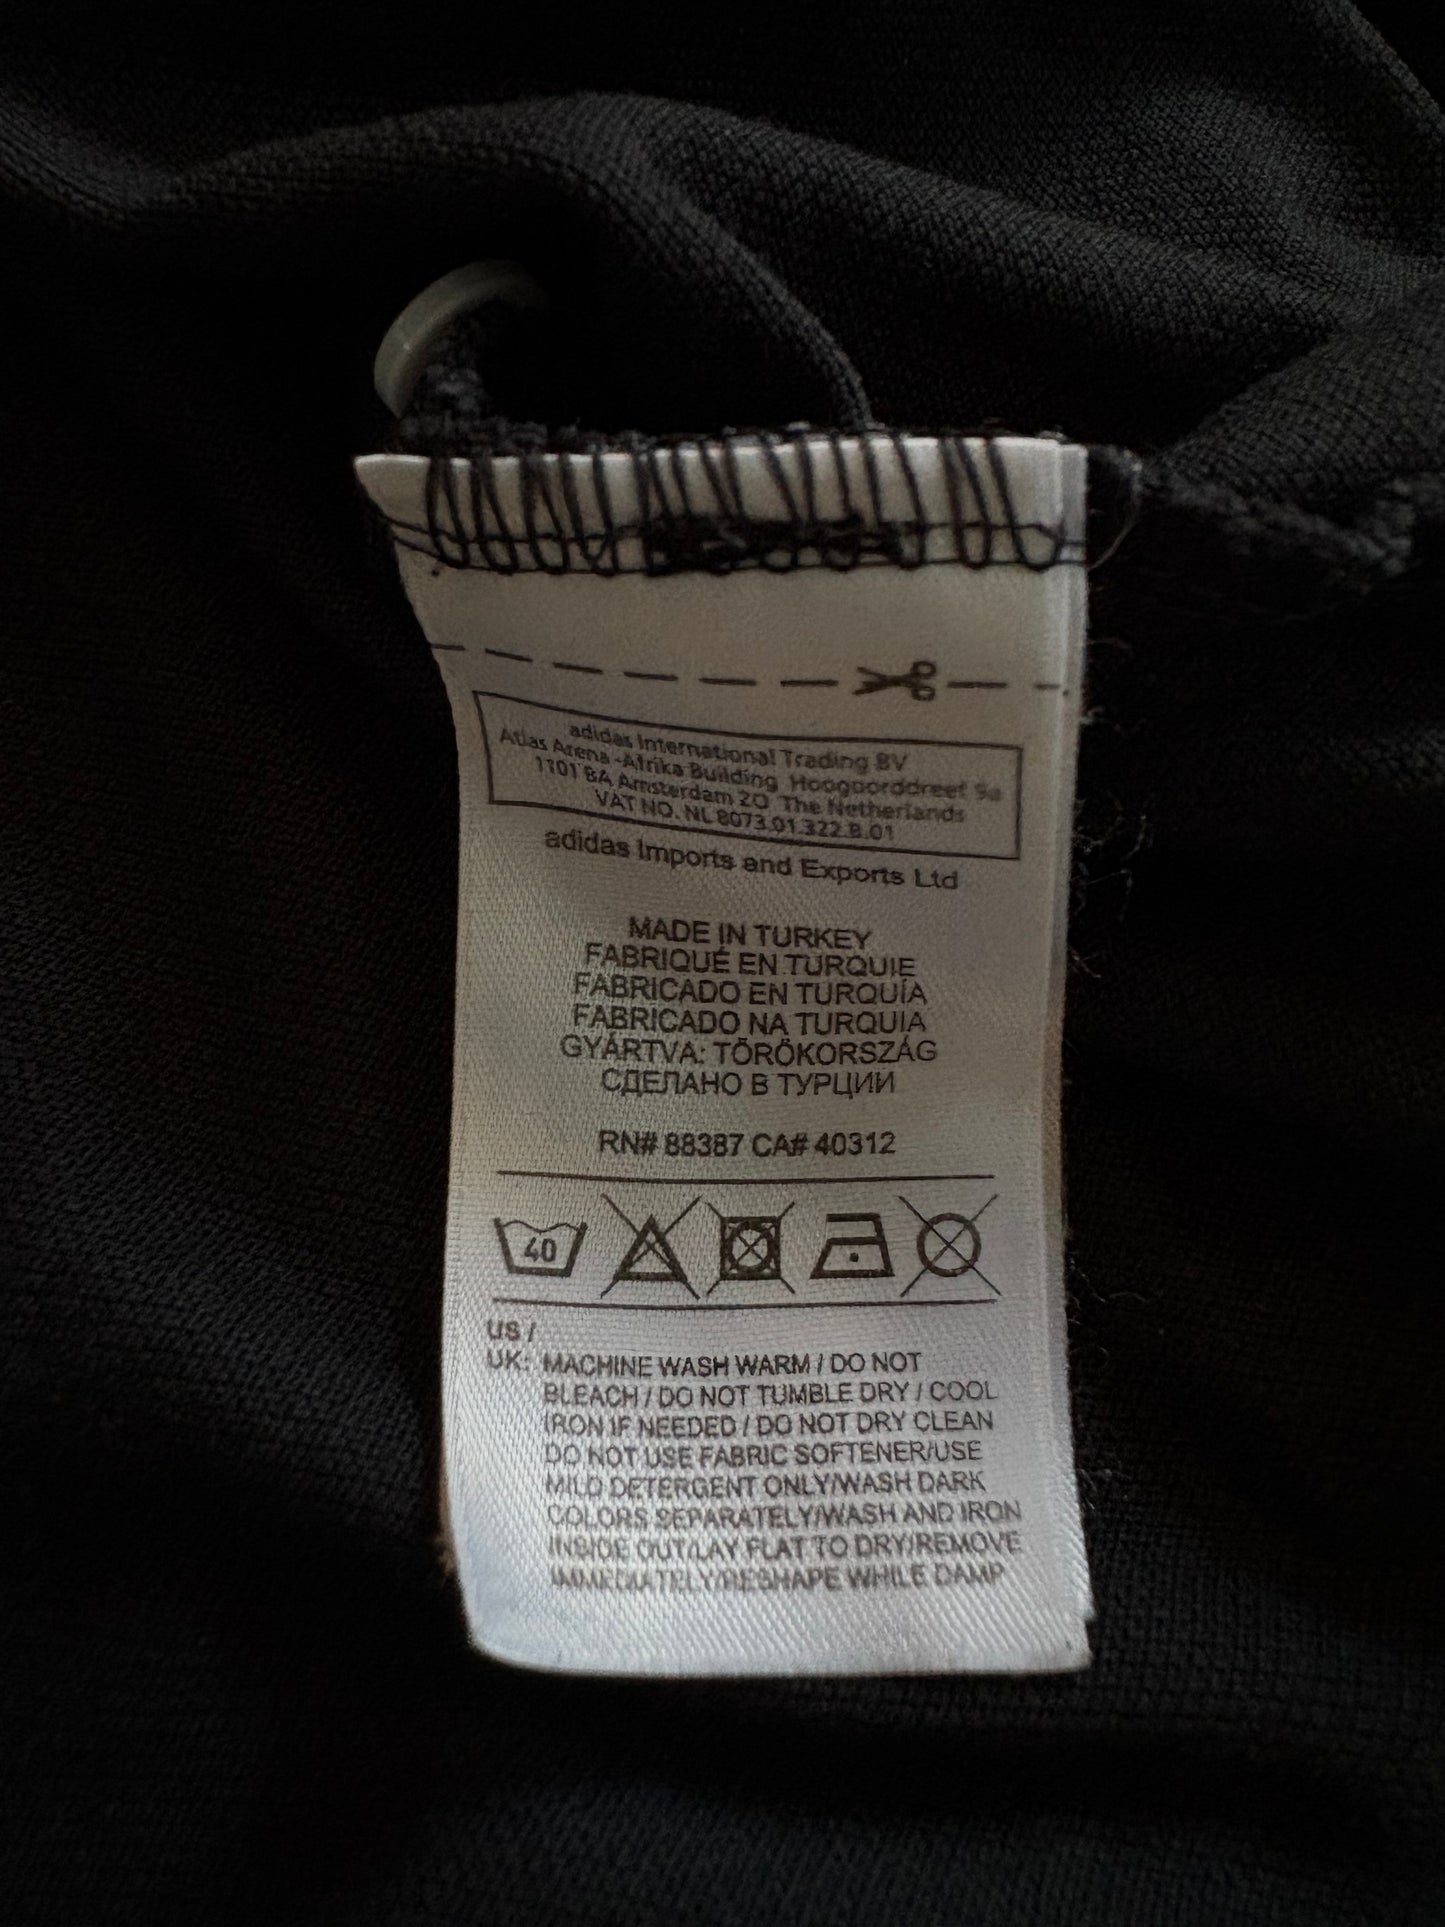 adidas International Trading BV
Atlas Arena -Afrika Building Hoogoorddreef 9a
1101 BA Amsterdam ZO The Netherlands
VAT NO. NL 8073.01.322.B.01
adidas Imports and Exports Ltd
MADE IN TURKEY
FABRIQUÉ EN TURQUIE
FABRICADO EN TURQUÍA
FABRICADO NA TURQUIA
GYÁRTVA: TÖRÖKORSZÁG
СДЕЛАНО В ТУРЦИИ
RN# 88387 CA# 40312
40
US /
UK: MACHINE WASH WARM / DO NOT
BLEACH / DO NOT TUMBLE DRY / COOL
IRON IF NEEDED / DO NOT DRY CLEAN
DO NOT USE FABRIC SOFTENER/USE
MILD DETERGENT ONLY/WASH DARK
COLORS SEPARATELY/WASH AND IRON
INSIDE OUT/LAY FLAT TO DRY/REMOVE
IMMEDIATELY/RESHAPE WHILE DAMP